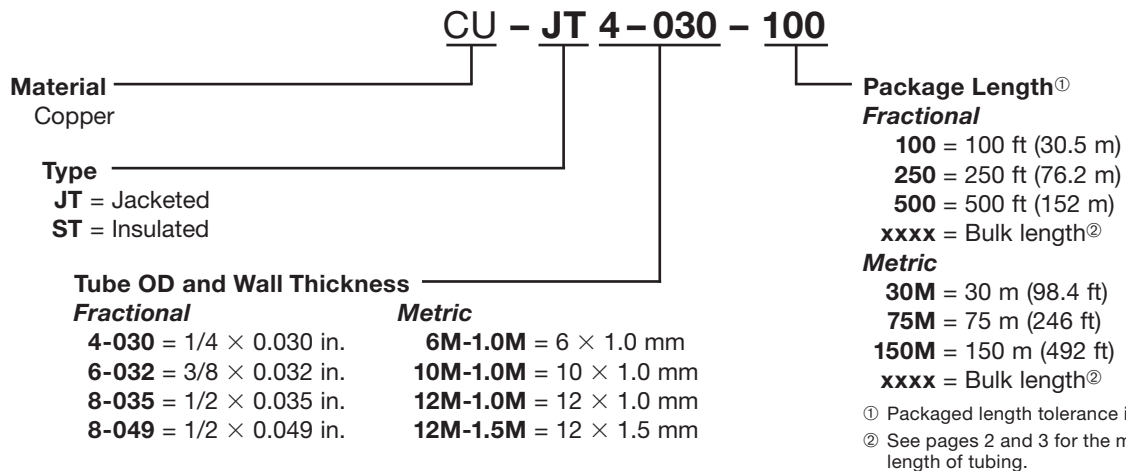 CU – JT 4 – 030 – 100
Material
Copper
Type
JT = Jacketed
ST = Insulated
Tube OD and Wall Thickness
Fractional
4-030 = 1/4 × 0.030 in.
6-032 = 3/8 × 0.032 in.
8-035 = 1/2 × 0.035 in.
8-049 = 1/2 × 0.049 in.
Metric
6M-1.0M = 6 × 1.0 mm
10M-1.0M = 10 × 1.0 mm
12M-1.0M = 12 × 1.0 mm
12M-1.5M = 12 × 1.5 mm
Package Length①
Fractional
100 = 100 ft (30.5 m)
250 = 250 ft (76.2 m)
500 = 500 ft (152 m)
xxxx = Bulk length②
Metric
30M = 30 m (98.4 ft)
75M = 75 m (246 ft)
150M = 150 m (492 ft)
xxxx = Bulk length②
① Packaged length tolerance
② See pages 2 and 3 for the
length of tubing.